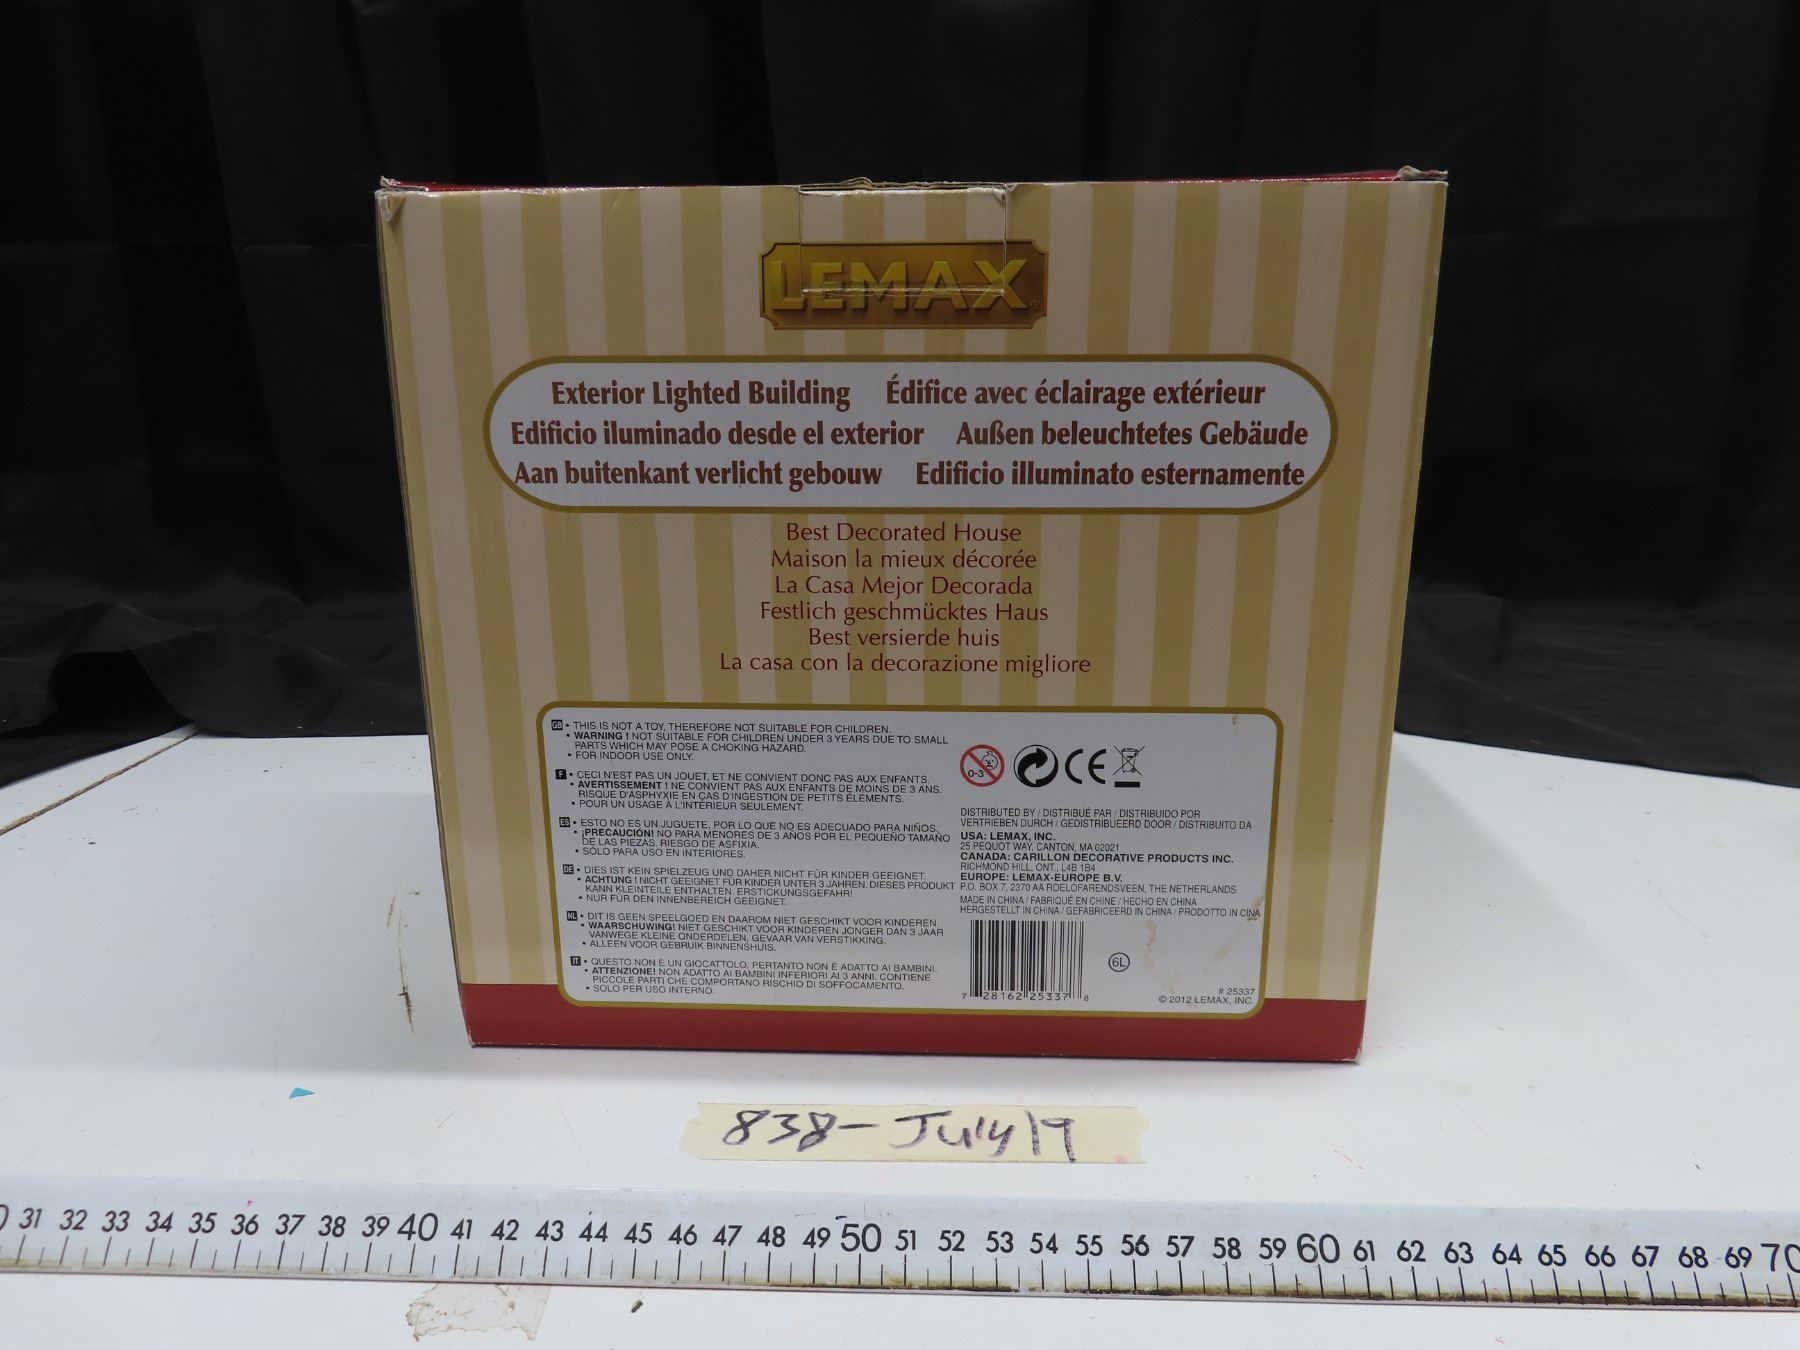 LEMAX®
Exterior Lighted Building Édifice avec éclairage extérieur
Edificio iluminado desde el exterior Außen beleuchtetes Gebäude
Aan buitenkant verlicht gebouw Edificio illuminato esternamente
Best Decorated House
Maison la mieux décorée
La Casa Mejor Decorada
Festlich geschmücktes Haus
Best versierde huis
La casa con la decorazione migliore
GB • THIS IS NOT A TOY, THEREFORE NOT SUITABLE FOR CHILDREN.
• WARNING ! NOT SUITABLE FOR CHILDREN UNDER 3 YEARS DUE TO SMALL
PARTS WHICH MAY POSE A CHOKING HAZARD.
• FOR INDOOR USE ONLY.
F • CECI N'EST PAS UN JOUET, ET NE CONVIENT DONC PAS AUX ENFANTS.
• AVERTISSEMENT ! NE CONVIENT PAS AUX ENFANTS DE MOINS DE 3 ANS.
RISQUE D'ASPHYXIE EN CAS D'INGESTION DE PETITS ÉLÉMENTS.
• POUR UN USAGE À L'INTÉRIEUR SEULEMENT.
ES • ESTO NO ES UN JUGUETE, POR LO QUE NO ES ADECUADO PARA NIÑOS.
• ¡PRECAUCIÓN! NO PARA MENORES DE 3 AÑOS POR EL PEQUEÑO TAMAÑO
DE LAS PIEZAS. RIESGO DE ASFIXIA.
• SÓLO PARA USO EN INTERIORES.
DE • DIES IST KEIN SPIELZEUG UND DAHER NICHT FÜR KINDER GEEIGNET.
• ACHTUNG ! NICHT GEEIGNET FÜR KINDER UNTER 3 JAHREN. DIESES PRODUKT
KANN KLEINTEILE ENTHALTEN. ERSTICKUNGSGEFAHR!
• NUR FÜR DEN INNENBEREICH GEEIGNET.
NL • DIT IS GEEN SPEELGOED EN DAAROM NIET GESCHIKT VOOR KINDEREN.
• WAARSCHUWING! NIET GESCHIKT VOOR KINDEREN JONGER DAN 3 JAAR
VANWEGE KLEINE ONDERDELEN, GEVAAR VAN VERSTIKKING.
• ALLEEN VOOR GEBRUIK BINNENSHUIS.
IT • QUESTO NON È UN GIOCATTOLO, PERTANTO NON È ADATTO AI BAMBINI.
• ATTENZIONE! NON ADATTO AI BAMBINI INFERIORI AI 3 ANNI. CONTIENE
PICCOLE PARTI CHE COMPORTANO RISCHIO DI SOFFOCAMENTO.
• SOLO PER USO INTERNO.
0-3 CE
DISTRIBUTED BY / DISTRIBUÉ PAR / DISTRIBUIDO POR
VERTRIEBEN DURCH / GEDISTRIBUEERD DOOR / DISTRIBUITO DA
USA: LEMAX, INC.
25 PEQUOT WAY, CANTON, MA 02021
CANADA: CARILLON DECORATIVE PRODUCTS INC.
RICHMOND HILL, ONT., L4B 1B4
EUROPE: LEMAX-EUROPE B.V.
P.O. BOX 7, 2370 AA ROELOFARENDSVEEN, THE NETHERLANDS
MADE IN CHINA / FABRIQUÉ EN CHINE / HECHO EN CHINA
HERGESTELLT IN CHINA / GEFABRICEERD IN CHINA / PRODOTTO IN CINA
6L
7 28162 25337 8
# 25337
© 2012 LEMAX, INC.
838-July 19
0 31 32 33 34 35 36 37 38 39 40 41 42 43 44 45 46 47 48 49 50 51 52 53 54 55 56 57 58 59 60 61 62 63 64 65 66 67 68 69 70